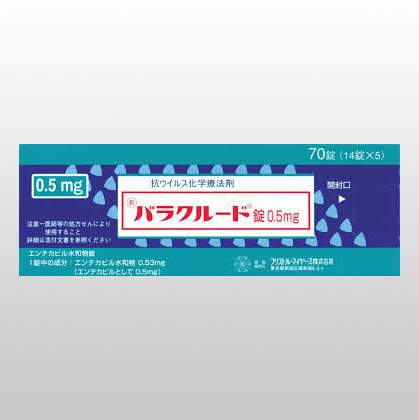 70錠 (14錠×5)
0.5 mg
抗ウイルス化学療法剤
開封口
バラクルード錠 0.5mg
注意－医師等の処方せんにより
使用すること
詳細は添付文書を参照ください
エンテカビル水和物錠
1錠中の成分：エンテカビル水和物 0.53mg
(エンテカビルとして 0.5mg)
ブリストル・マイヤーズ株式会社